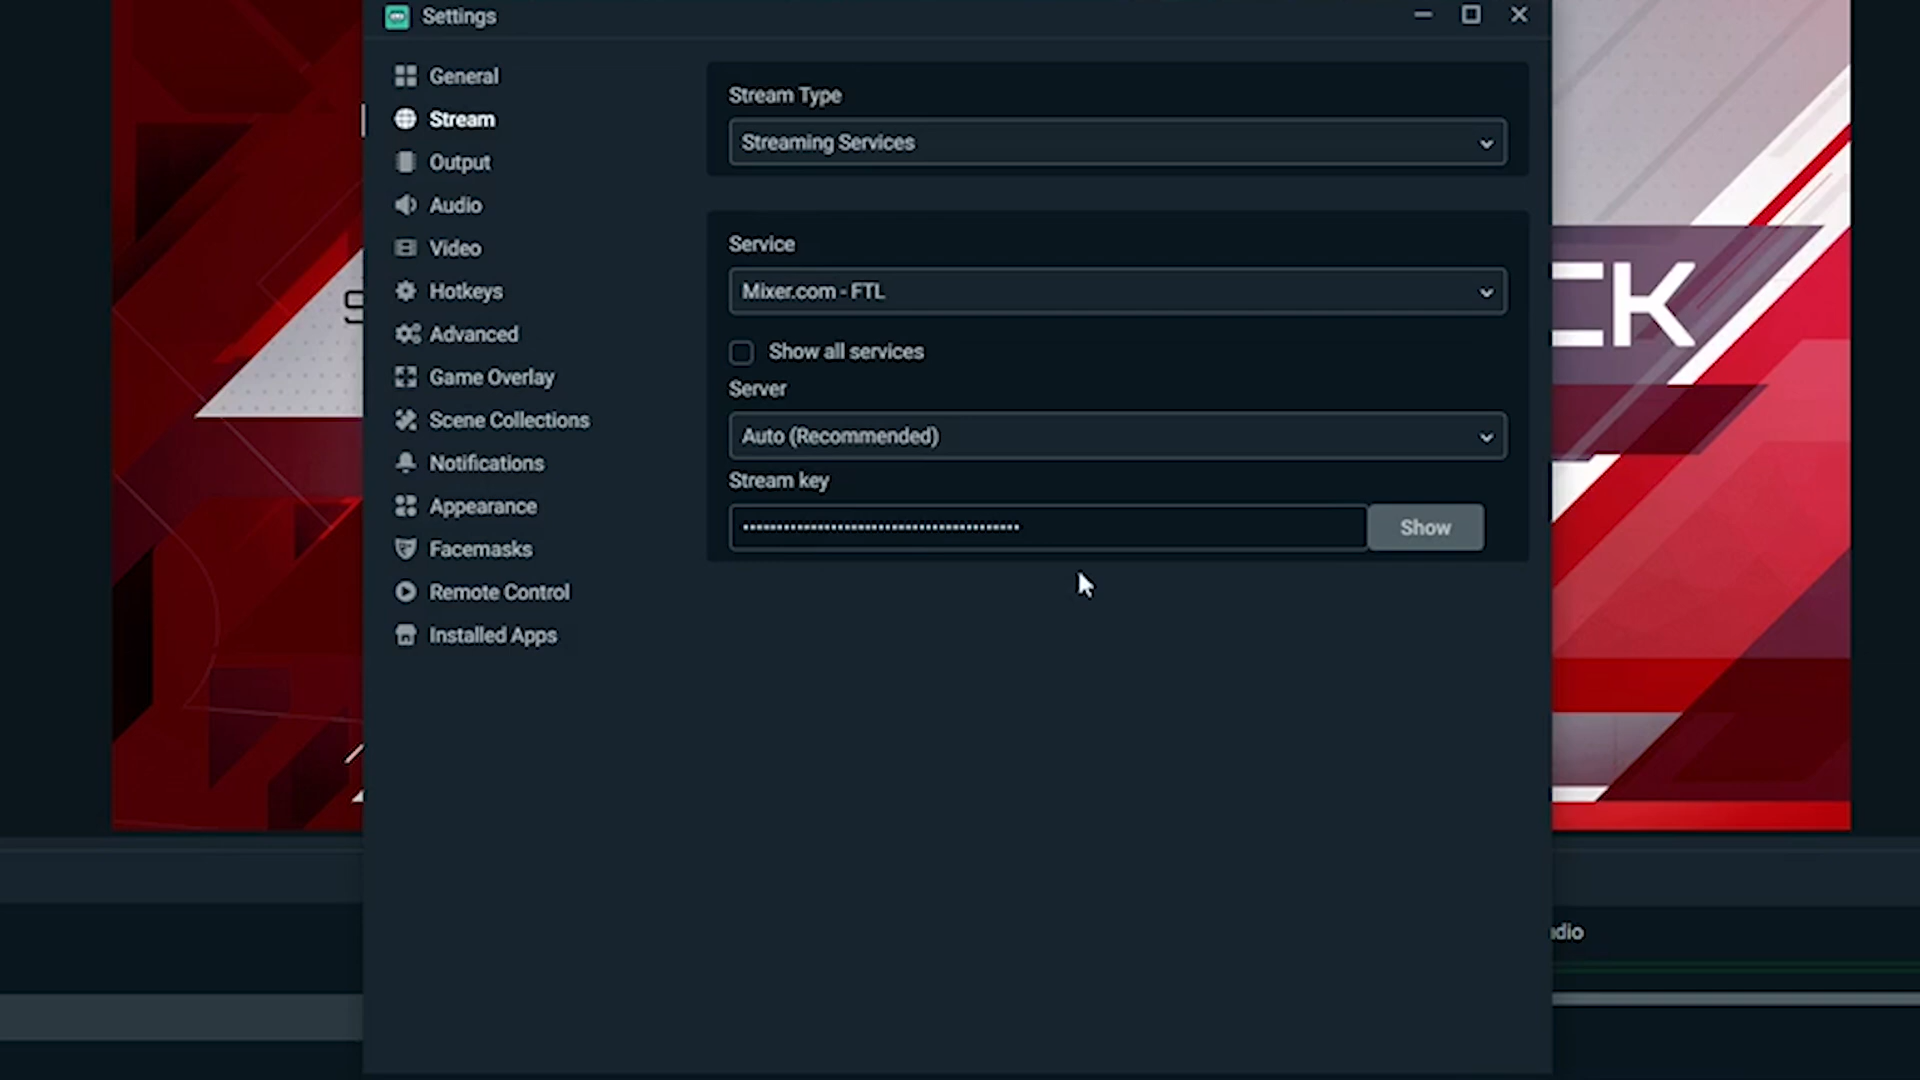 Settings
General
Stream
Output
Audio
Video
Hotkeys
Advanced
Game Overlay
Scene Collections
Notifications
Appearance
Facemasks
Remote Control
Installed Apps
Stream Type
Streaming Services
Service
Mixer.com - FTL
Show all services
Server
Auto (Recommended)
Stream key
Show
CK
dio